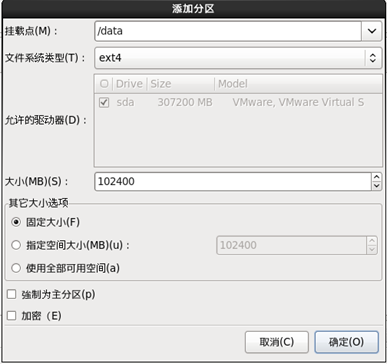 添加分区
挂载点(M)：
/data
文件系统类型(T)：
ext4
允许的驱动器(D)：
Drive Size Model
sda 307200 MB VMware, VMware Virtual S
大小(MB)(S)：
102400
其它大小选项
固定大小(F)
指定空间大小(MB)(u)：
102400
使用全部可用空间(a)
強制为主分区(p)
加密（E)
取消(C)
确定(O)